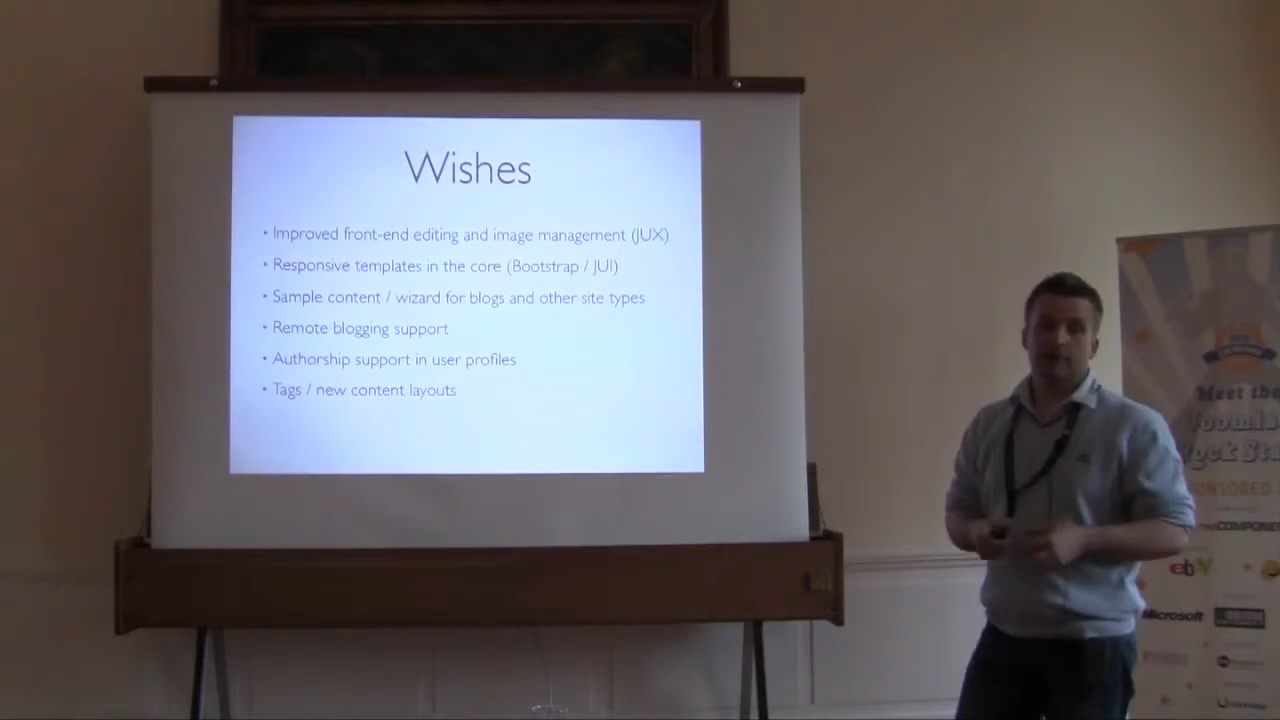 Wishes
• Improved front-end editing and image management (JUX)
• Responsive templates in the core (Bootstrap / JUI)
• Sample content / wizard for blogs and other site types
• Remote blogging support
• Authorship support in user profiles
• Tags / new content layouts
Meet the
ebY
Microsoft